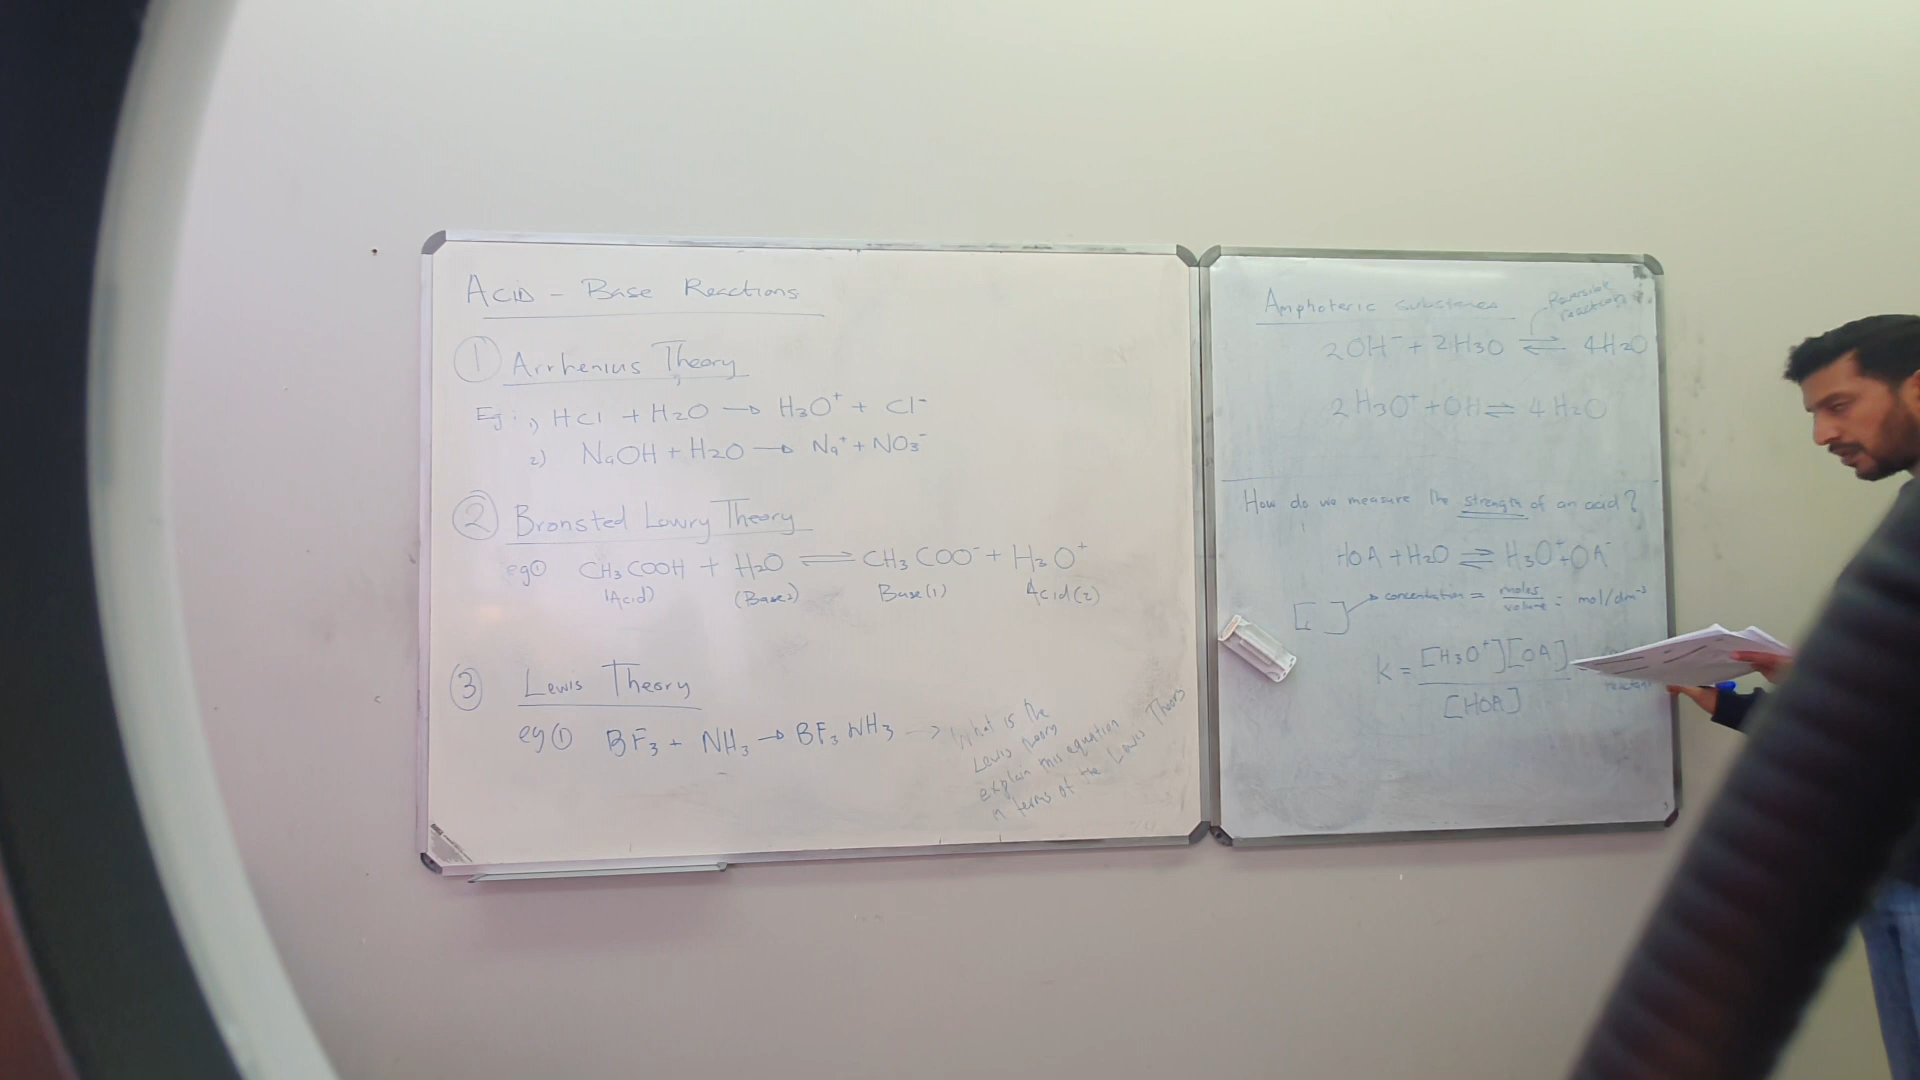 Acid - Base Reactions
① Arrhenius Theory
Eg: 1) HCl + H2O → H3O⁺ + Cl⁻
2) NaOH + H2O → Na⁺ + NO3⁻
② Bronsted Lowry Theory
eg① CH3COOH + H2O ⇌ CH3COO⁻ + H3O⁺
(Acid) (Base2) Base(1) Acid(2)
③ Lewis Theory
eg① BF3 + NH3 → BF3NH3 → What is the
Lewis theory
explain this equation
n terms of the Lewis Theory
Amphoteric substance
Reversible
reaction
2OH⁻ + 2H3O ⇌ 4H2O
2H3O⁺ + OH ⇌ 4H2O
How do we measure the strength of an acid?
HOA + H2O ⇌ H3O⁺ + OA⁻
[ ] → concentration = moles/volume = mol/dm⁻³
K = [H3O⁺][OA]
[HOA]
reactant